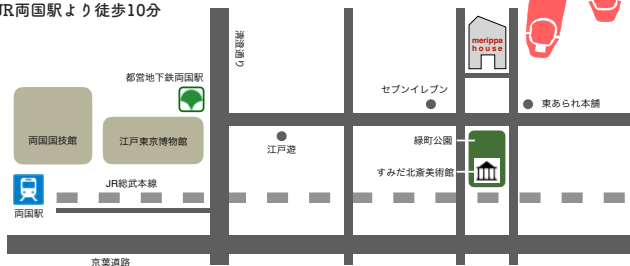 JR両国駅より徒歩10分
清澄通り
merippa
house
都営地下鉄両国駅
セブンイレブン
東あられ本舗
両国国技館
江戸東京博物館
江戸遊
緑町公園
すみだ北斎美術館
JR総武本線
両国駅
京葉道路